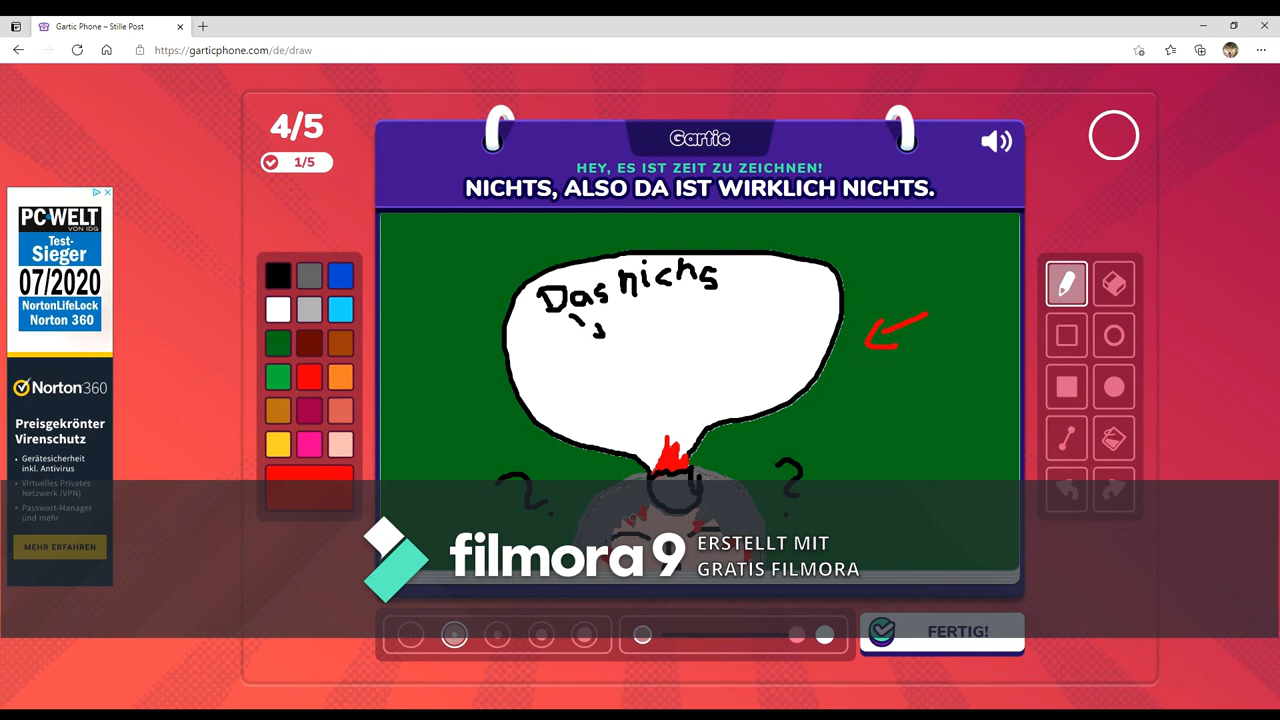 Gartic Phone – Stille Post
https://garticphone.com/de/draw
4/5
1/5
Gartic
HEY, ES IST ZEIT ZU ZEICHNEN!
NICHTS, ALSO DA IST WIRKLICH NICHTS.
Das nichs
?
?
PC WELT
VON IDG
Test-
Sieger
07/2020
NortonLifeLock
Norton 360
Norton360
Preisgekrönter
Virenschutz
• Gerätesicherheit
inkl. Antivirus
• Virtuelles Privates
Netzwerk (VPN)
• Passwort-Manager
und mehr
MEHR ERFAHREN
filmora 9
ERSTELLT MIT
GRATIS FILMORA
FERTIG!